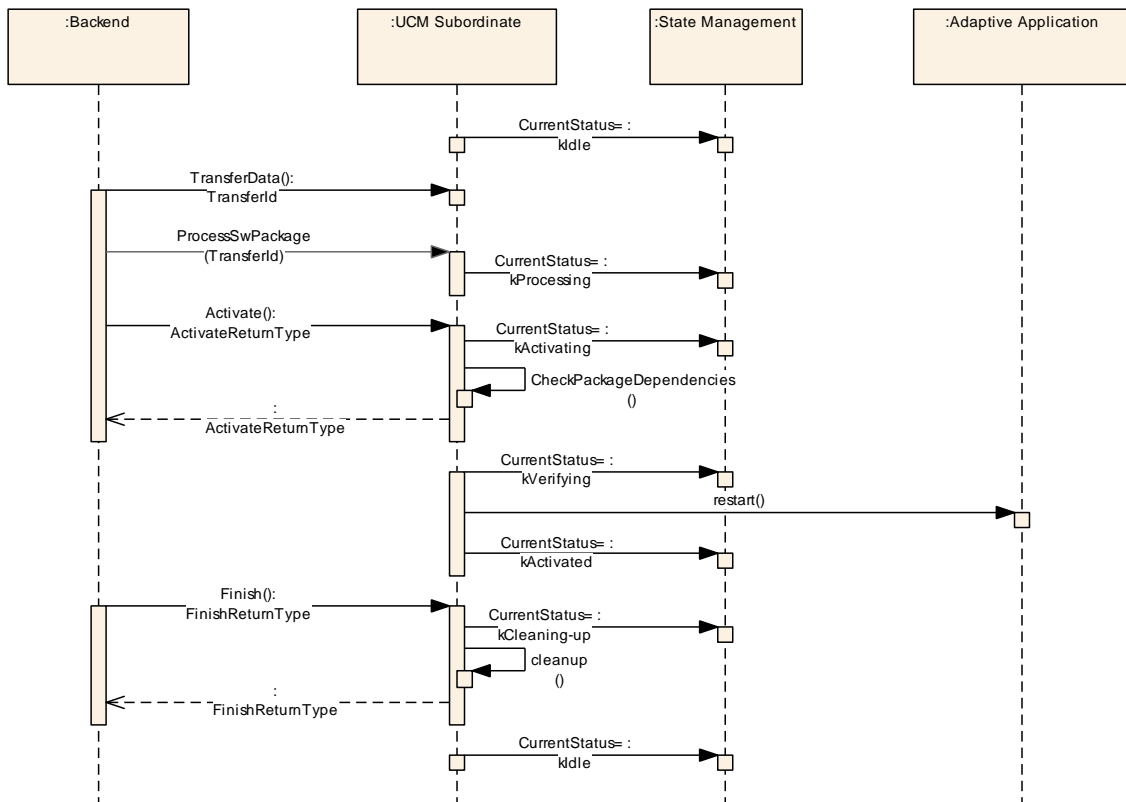 :Backend
:UCM Subordinate
:State Management
:Adaptive Application
CurrentStatus= :
kIdle
TransferData():
TransferId
ProcessSwPackage
(TransferId)
CurrentStatus= :
kProcessing
Activate():
ActivateReturnType
CurrentStatus= :
kActivating
CheckPackageDependencies
()
:
ActivateReturnType
CurrentStatus= :
kVerifying
restart()
CurrentStatus= :
kActivated
Finish():
FinishReturnType
CurrentStatus= :
kCleaning-up
cleanup
()
:
FinishReturnType
CurrentStatus= :
kIdle